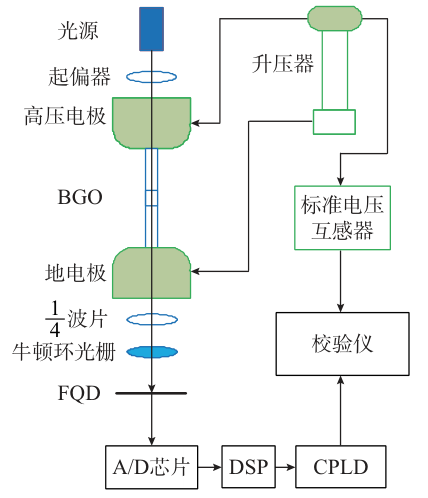 光源
起偏器
高压电极
升压器
BGO
标准电压
互感器
地电极
1/4波片
牛顿环光栅
校验仪
FQD
A/D芯片
DSP
CPLD